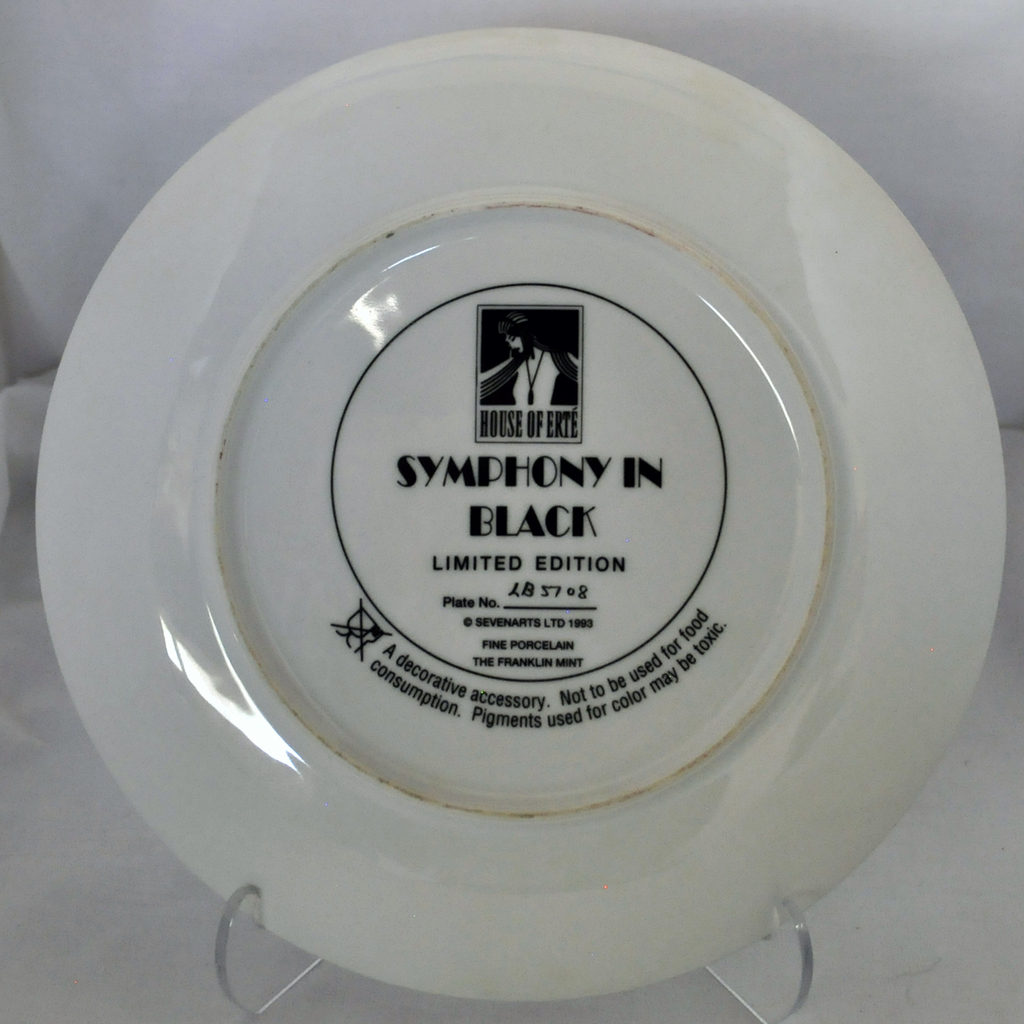 HOUSE OF ERTÉ
SYMPHONY IN
BLACK
LIMITED EDITION
Plate No. LB5708
© SEVENARTS LTD 1993
FINE PORCELAIN
THE FRANKLIN MINT
A decorative accessory. Not to be used for food
consumption. Pigments used for color may be toxic.